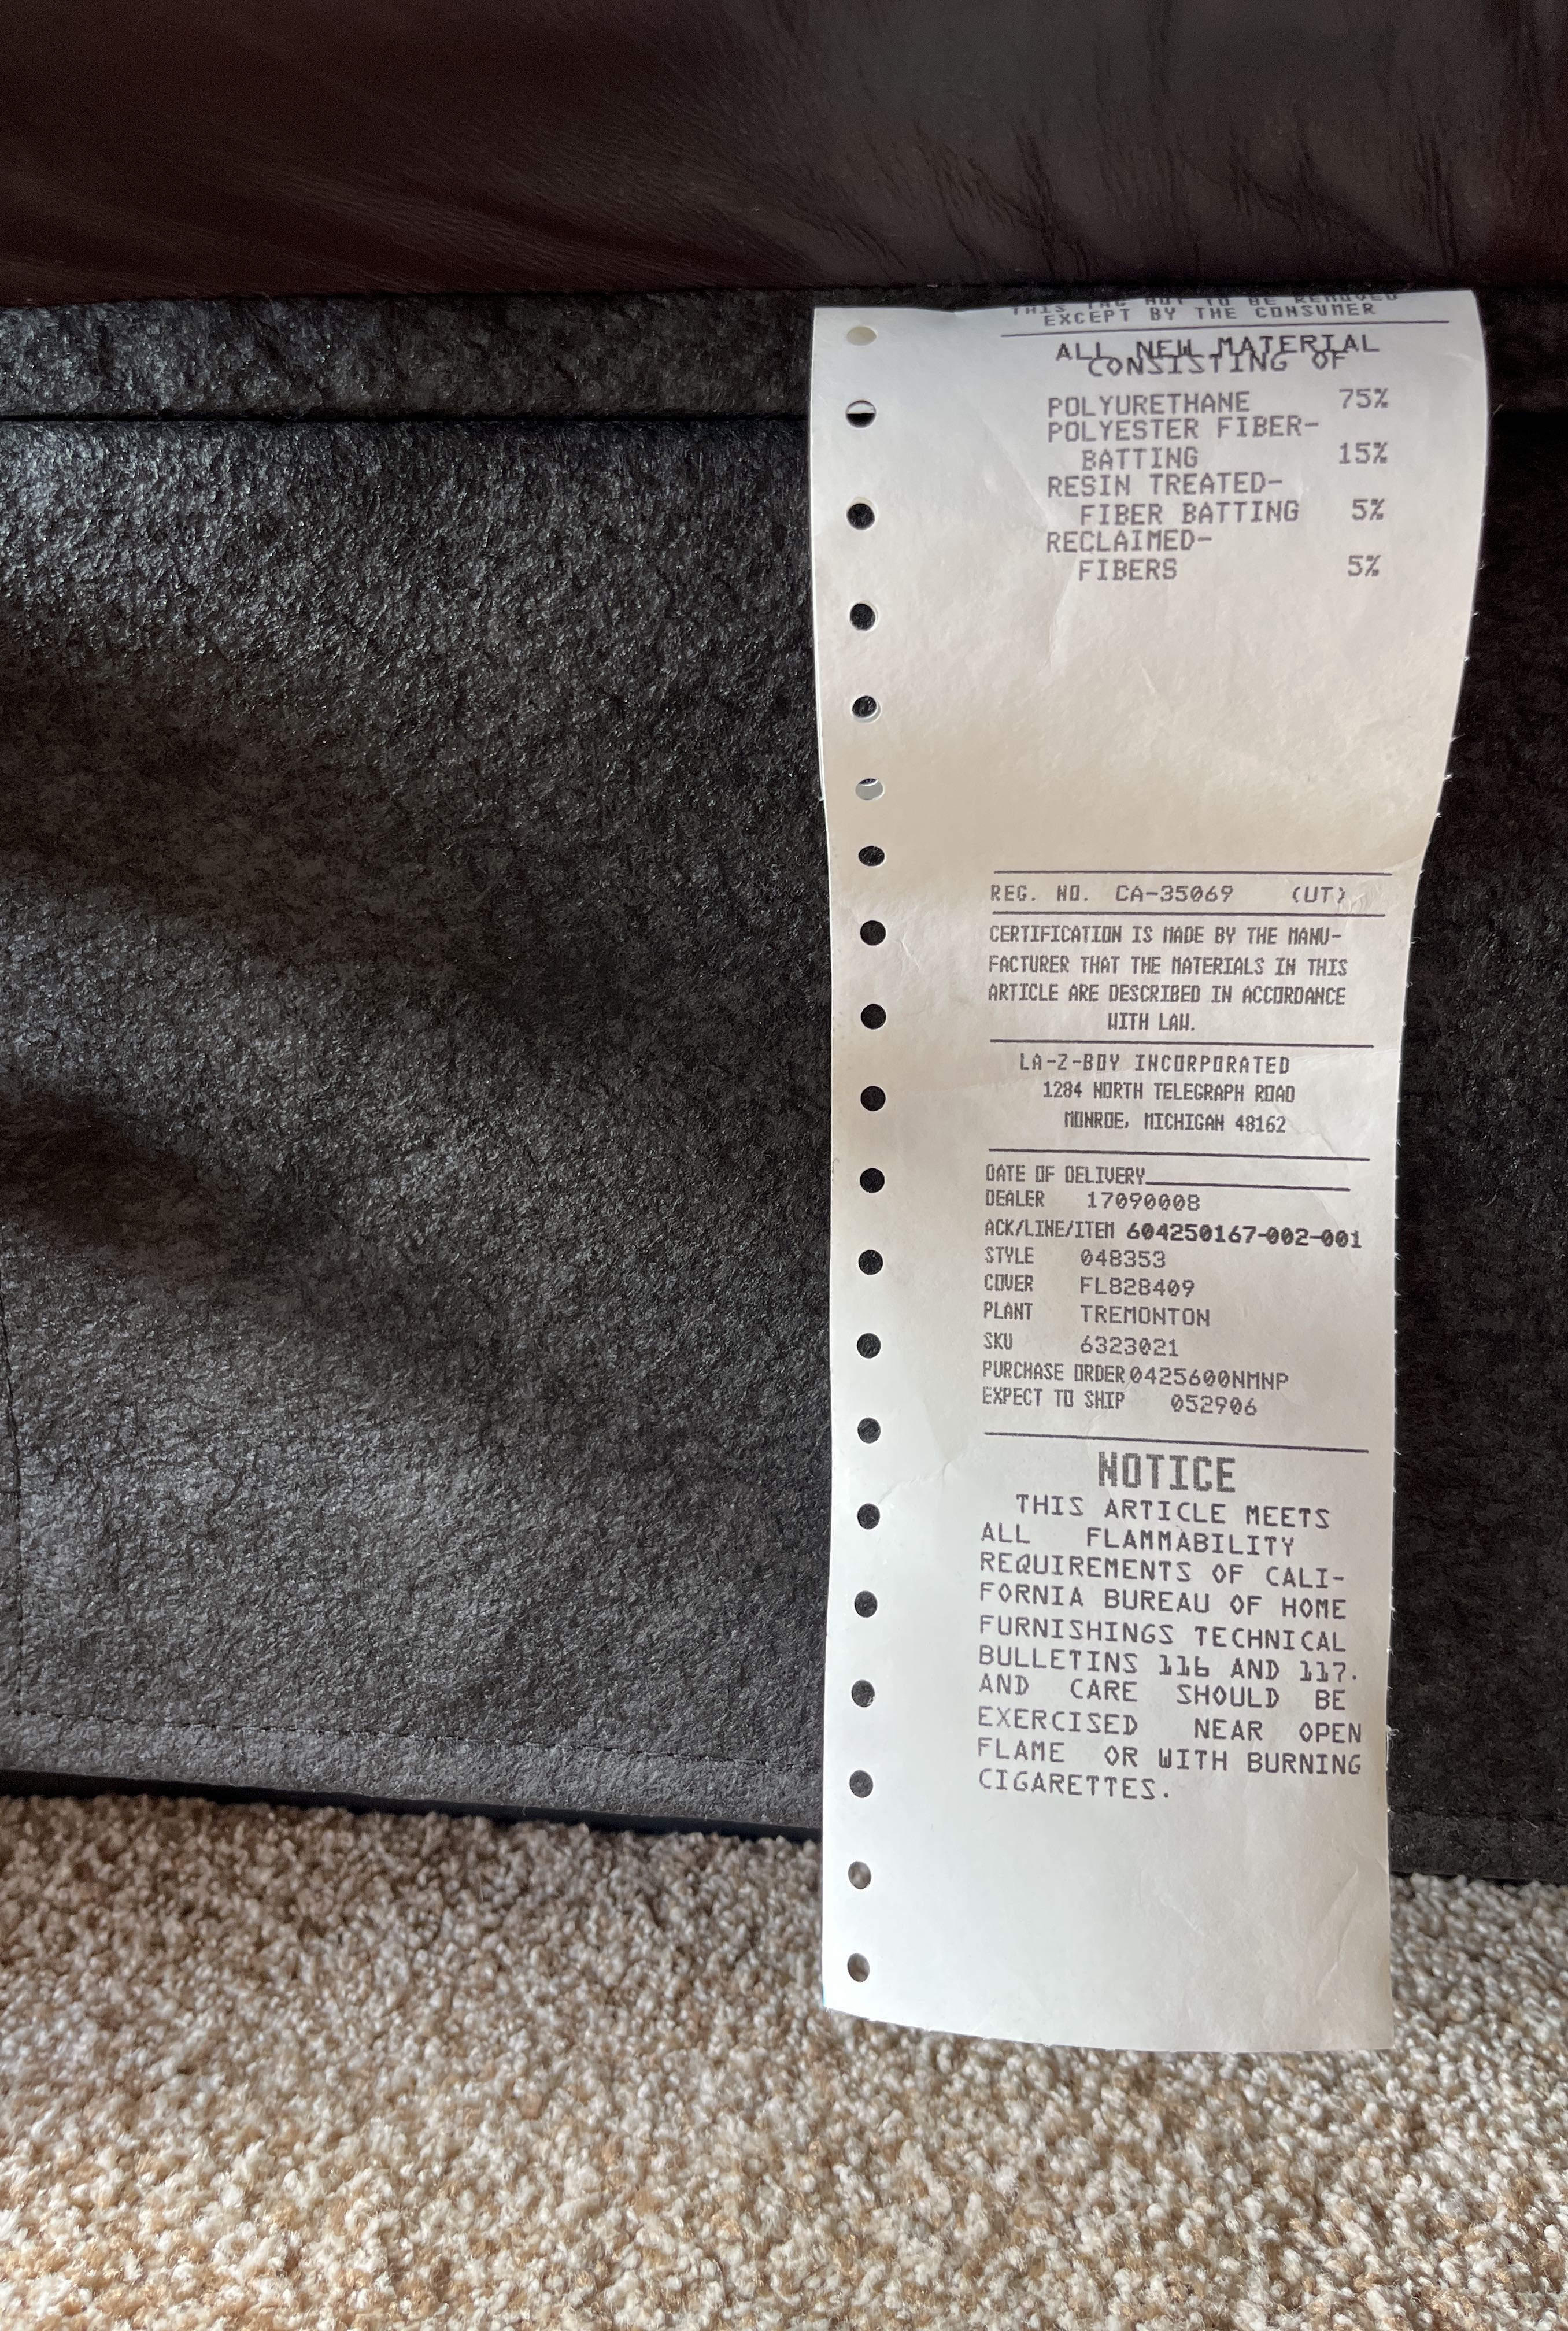 THIS TAG NOT TO BE REMOVED
EXCEPT BY THE CONSUMER
ALL NEW MATERIAL
CONSISTING OF
POLYURETHANE 75%
POLYESTER FIBER-
BATTING 15%
RESIN TREATED-
FIBER BATTING 5%
RECLAIMED-
FIBERS 5%
REG. NO. CA-35069 (UT)
CERTIFICATION IS MADE BY THE MANU-
FACTURER THAT THE MATERIALS IN THIS
ARTICLE ARE DESCRIBED IN ACCORDANCE
WITH LAW.
LA-Z-BOY INCORPORATED
1284 NORTH TELEGRAPH ROAD
MONROE, MICHIGAN 48162
DATE OF DELIVERY
DEALER 17090008
ACK/LINE/ITEM 604250167-002-001
STYLE 048353
COVER FL828409
PLANT TREMONTON
SKU 6323021
PURCHASE ORDER 0425600NMNP
EXPECT TO SHIP 052906
NOTICE
THIS ARTICLE MEETS
ALL FLAMMABILITY
REQUIREMENTS OF CALI-
FORNIA BUREAU OF HOME
FURNISHINGS TECHNICAL
BULLETINS 116 AND 117.
AND CARE SHOULD BE
EXERCISED NEAR OPEN
FLAME OR WITH BURNING
CIGARETTES.